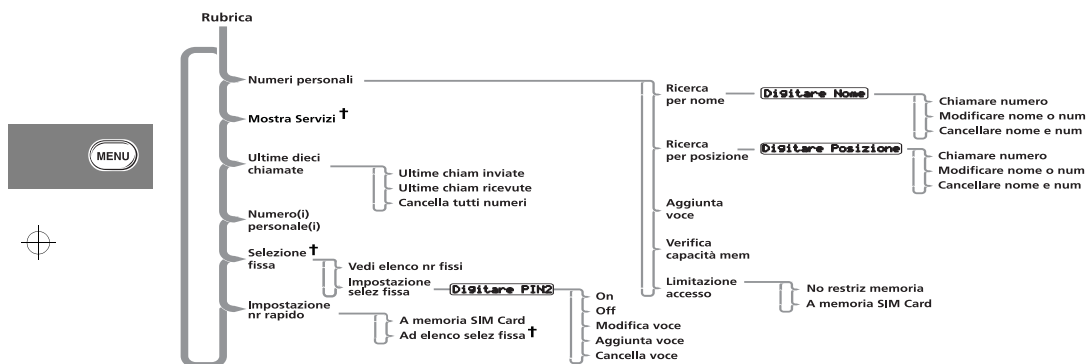 Rubrica
MENU
Numeri personali
Mostra Servizi †
Ultime dieci
chiamate
Ultime chiam inviate
Ultime chiam ricevute
Cancella tutti numeri
Numero(i)
personale(i)
Selezione †
fissa
Vedi elenco nr fissi
Impostazione
selez fissa
Digitare PIN2
On
Off
Modifica voce
Aggiunta voce
Cancella voce
Impostazione
nr rapido
A memoria SIM Card
Ad elenco selez fissa †
Ricerca
per nome
Digitare Nome
Chiamare numero
Modificare nome o num
Cancellare nome e num
Ricerca
per posizione
Digitare Posizione
Chiamare numero
Modificare nome o num
Cancellare nome e num
Aggiunta
voce
Verifica
capacità mem
Limitazione
accesso
No restriz memoria
A memoria SIM Card